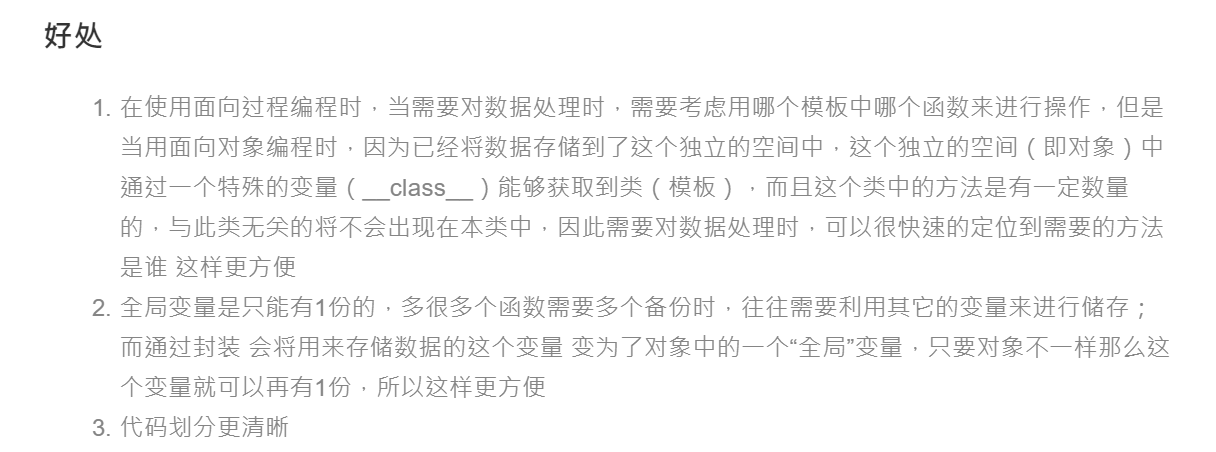 好处
1. 在使用面向过程编程时，当需要对数据处理时，需要考虑用哪个模板中哪个函数来进行操作，但是
当用面向对象编程时，因为已经将数据存储到了这个独立的空间中，这个独立的空间（即对象）中
通过一个特殊的变量（__class__）能够获取到类（模板），而且这个类中的方法是有一定数量
的，与此类无关的将不会出现在本类中，因此需要对数据处理时，可以很快速的定位到需要的方法
是谁 这样更方便
2. 全局变量是只能有1份的，多很多个函数需要多个备份时，往往需要利用其它的变量来进行储存；
而通过封装 会将用来存储数据的这个变量 变为了对象中的一个“全局”变量，只要对象不一样那么这
个变量就可以再有1份，所以这样更方便
3. 代码划分更清晰